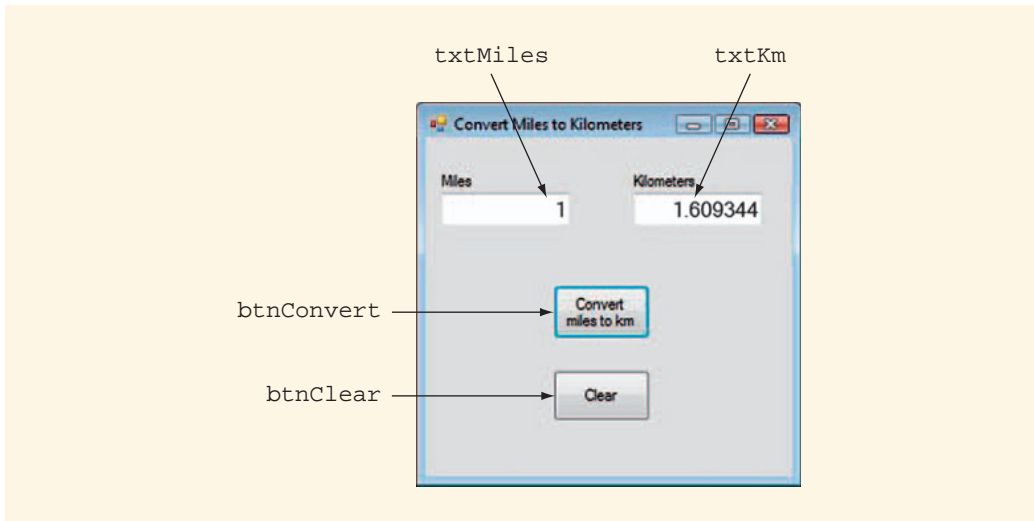 txtMiles txtKm
Convert Miles to Kilometers
Miles Kilometers
1 1.609344
btnConvert
Convert
miles to km
btnClear
Clear